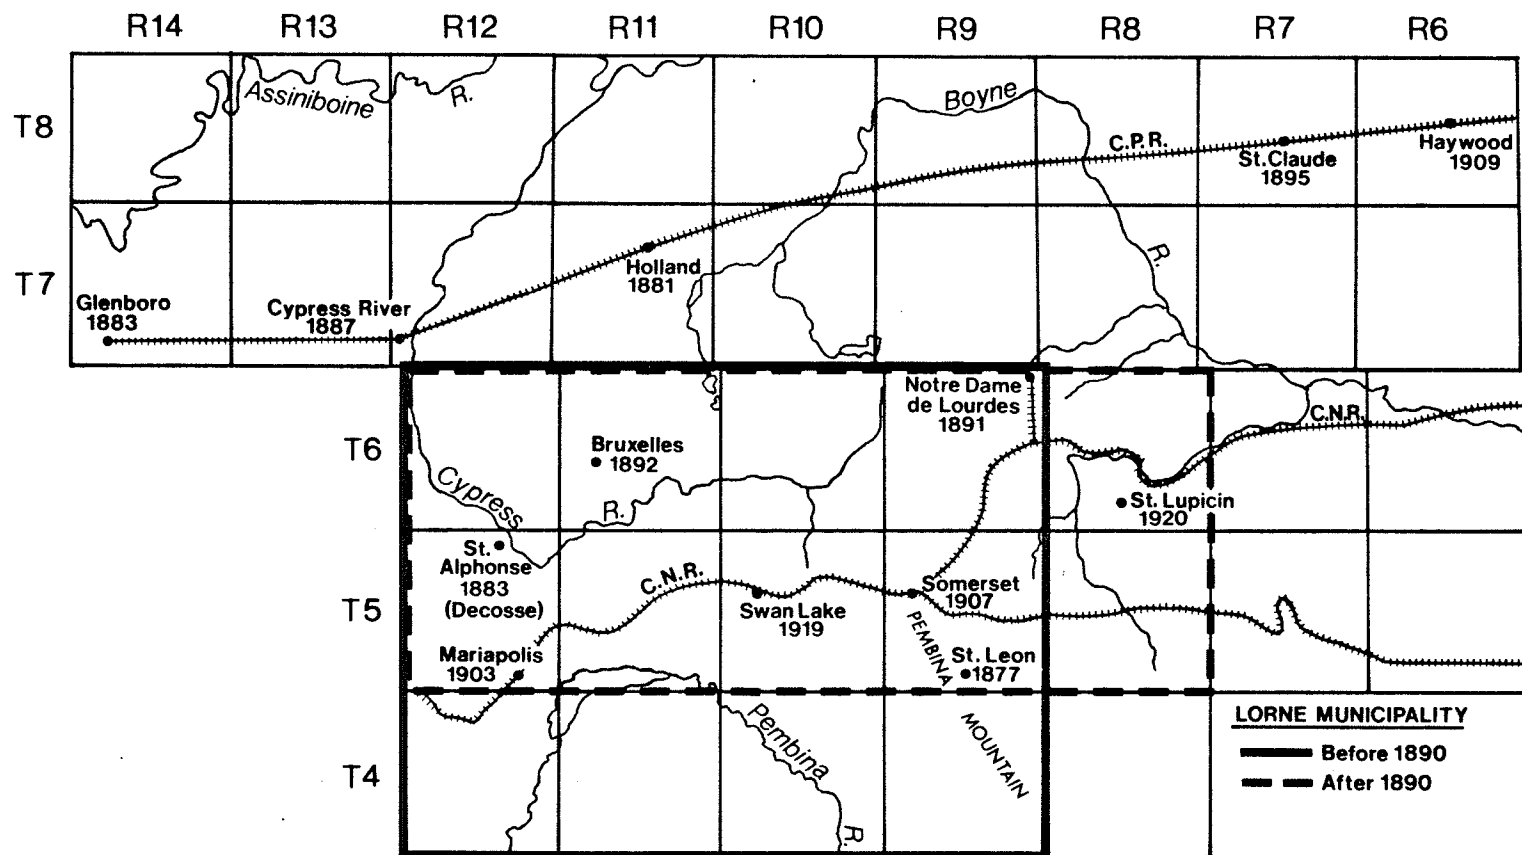 R14 R13 R12 R11 R10 R9 R8 R7 R6
T8
Assiniboine
R.
Boyne
C.P.R.
St.Claude
1895
Haywood
1909
T7
R.
Holland
1881
Glenboro
1883
Cypress River
1887
Notre Dame
de Lourdes
1891
C.N.R.
T6
Bruxelles
1892
Cypress
R.
St. Lupicin
1920
St.
Alphonse
1883
(Decosse)
C.N.R.
T5
Swan Lake
1919
Somerset
1907
PEMBINA
Mariapolis
1903
St. Leon
1877
Pembina
R.
MOUNTAIN
T4
LORNE MUNICIPALITY
Before 1890
After 1890